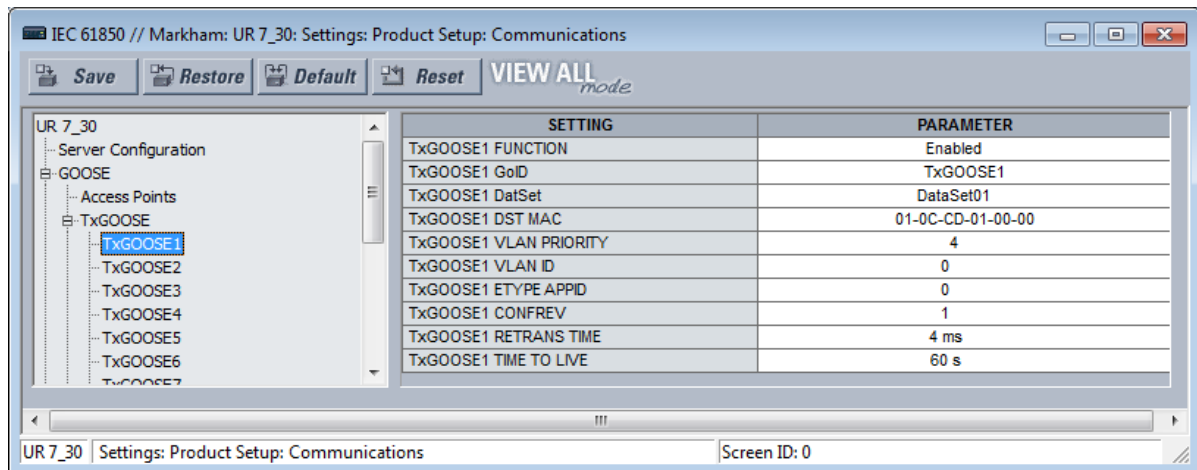 IEC 61850 // Markham: UR 7_30: Settings: Product Setup: Communications
Save Restore Default Reset VIEW ALL mode
UR 7_30
Server Configuration
GOOSE
Access Points
TxGOOSE
TxGOOSE1
TxGOOSE2
TxGOOSE3
TxGOOSE4
TxGOOSE5
TxGOOSE6
TxGOOSE7
SETTING PARAMETER
TxGOOSE1 FUNCTION Enabled
TxGOOSE1 GoID TxGOOSE1
TxGOOSE1 DatSet DataSet01
TxGOOSE1 DST MAC 01-0C-CD-01-00-00
TxGOOSE1 VLAN PRIORITY 4
TxGOOSE1 VLAN ID 0
TxGOOSE1 ETYPE APPID 0
TxGOOSE1 CONFREV 1
TxGOOSE1 RETRANS TIME 4 ms
TxGOOSE1 TIME TO LIVE 60 s
UR 7_30 Settings: Product Setup: Communications Screen ID: 0